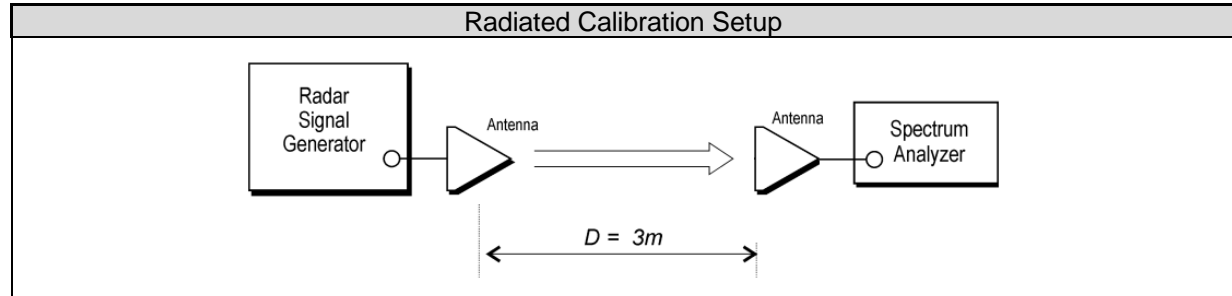 Radiated Calibration Setup
Radar
Signal
Generator
Antenna
Antenna
Spectrum
Analyzer
D = 3m